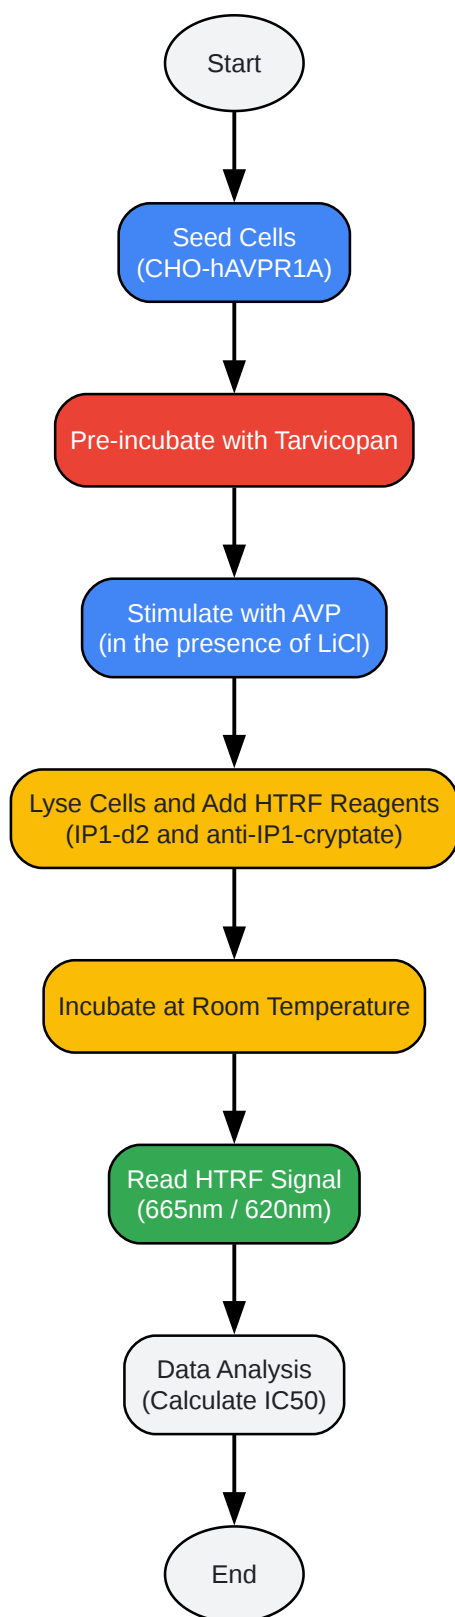 Start
Seed Cells
(CHO-hAVPR1A)
Pre-incubate with Tarvicopan
Stimulate with AVP
(in the presence of LiCl)
Lyse Cells and Add HTRF Reagents
(IP1-d2 and anti-IP1-cryptate)
Incubate at Room Temperature
Read HTRF Signal
(665nm / 620nm)
Data Analysis
(Calculate IC50)
End